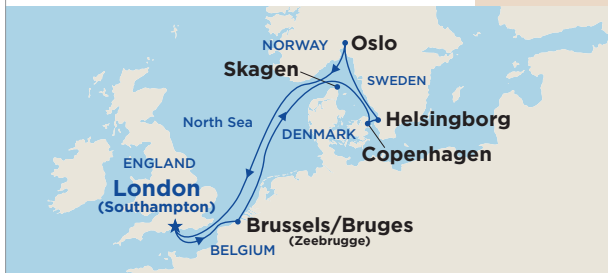 NORWAY
Oslo
Skagen
SWEDEN
North Sea
Helsingborg
DENMARK
Copenhagen
ENGLAND
London
(Southampton)
Brussels/Bruges
(Zeebrugge)
BELGIUM